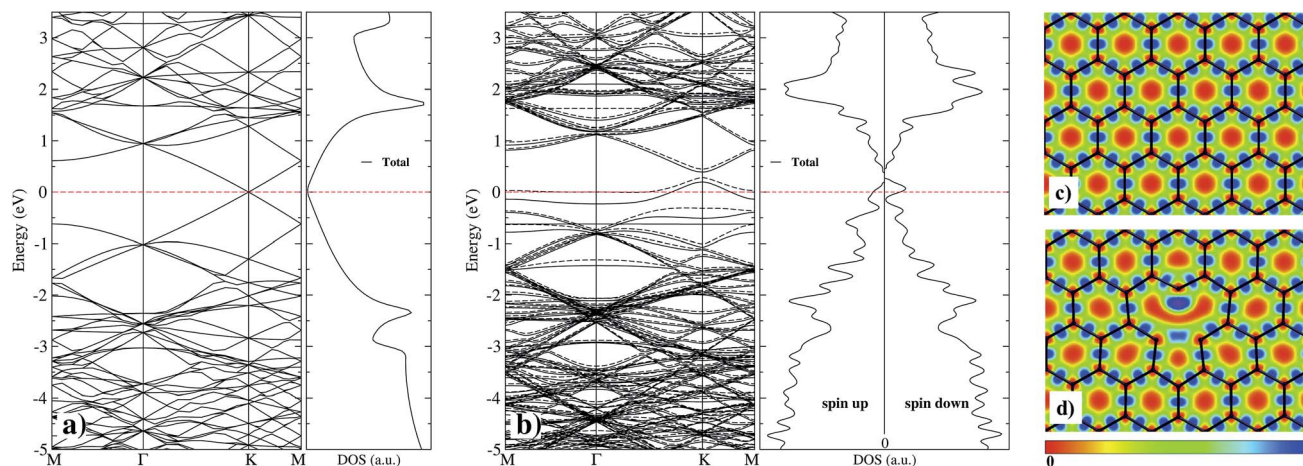 3
2
1
0
-1
-2
-3
-4
-5
Energy (eV)
Total
a)
M Γ K M
DOS (a.u.)
3
2
1
0
-1
-2
-3
-4
-5
Energy (eV)
Total
b)
spin up
spin down
0
M Γ K M
DOS (a.u.)
c)
d)
0